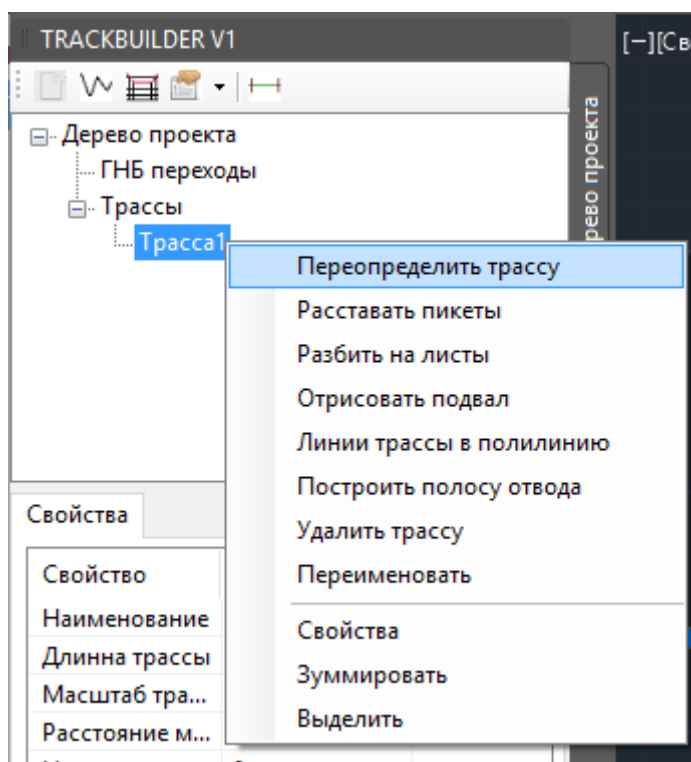 TRACKBUILDER V1
[−][Св
Дерево проекта
ГНБ переходы
Трассы
Трасса1
рево проекта
Переопределить трассу
Расставать пикеты
Разбить на листы
Отрисовать подвал
Линии трассы в полилинию
Построить полосу отвода
Удалить трассу
Переименовать
Свойства
Зуммировать
Выделить
Свойства
Свойство
Наименование
Длинна трассы
Масштаб тра...
Расстояние м...